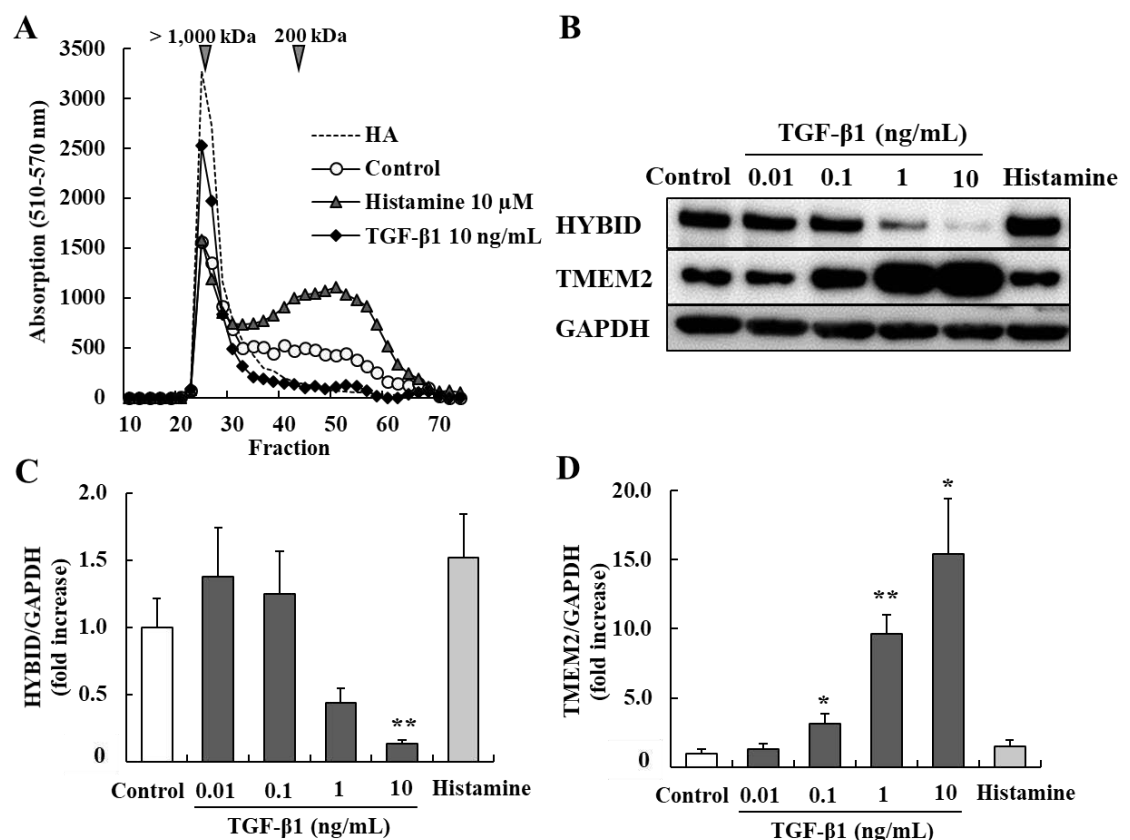 A
> 1,000 kDa
200 kDa
3500
3000
2500
2000
1500
1000
500
0
Absorption (510-570 nm)
10 20 30 40 50 60 70
Fraction
HA
Control
Histamine 10 µM
TGF-β1 10 ng/mL
B
TGF-β1 (ng/mL)
Control 0.01 0.1 1 10 Histamine
HYBID
TMEM2
GAPDH
C
2.0
1.5
1.0
0.5
0
HYBID/GAPDH
(fold increase)
**
Control 0.01 0.1 1 10 Histamine
TGF-β1 (ng/mL)
D
20.0
15.0
10.0
5.0
0.0
TMEM2/GAPDH
(fold increase)
*
**
*
Control 0.01 0.1 1 10 Histamine
TGF-β1 (ng/mL)